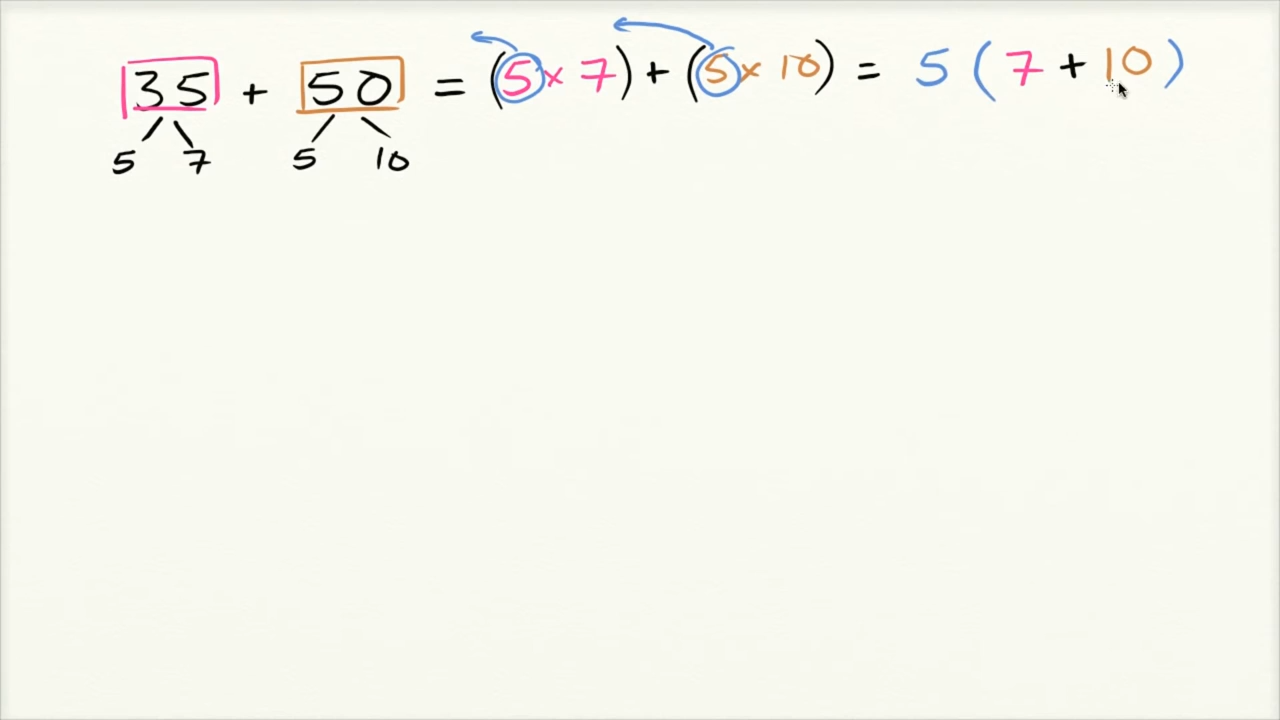 35 + 50 = (5 × 7) + (5 × 10) = 5 (7 + 10)
5 7 5 10